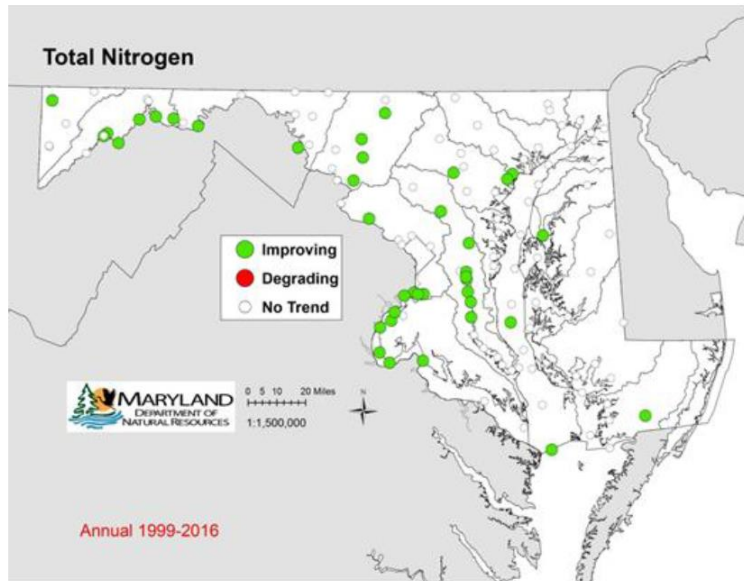 Total Nitrogen
Improving
Degrading
No Trend
MARYLAND
DEPARTMENT OF
NATURAL RESOURCES
0 5 10 20 Miles
1:1,500,000
N
Annual 1999-2016